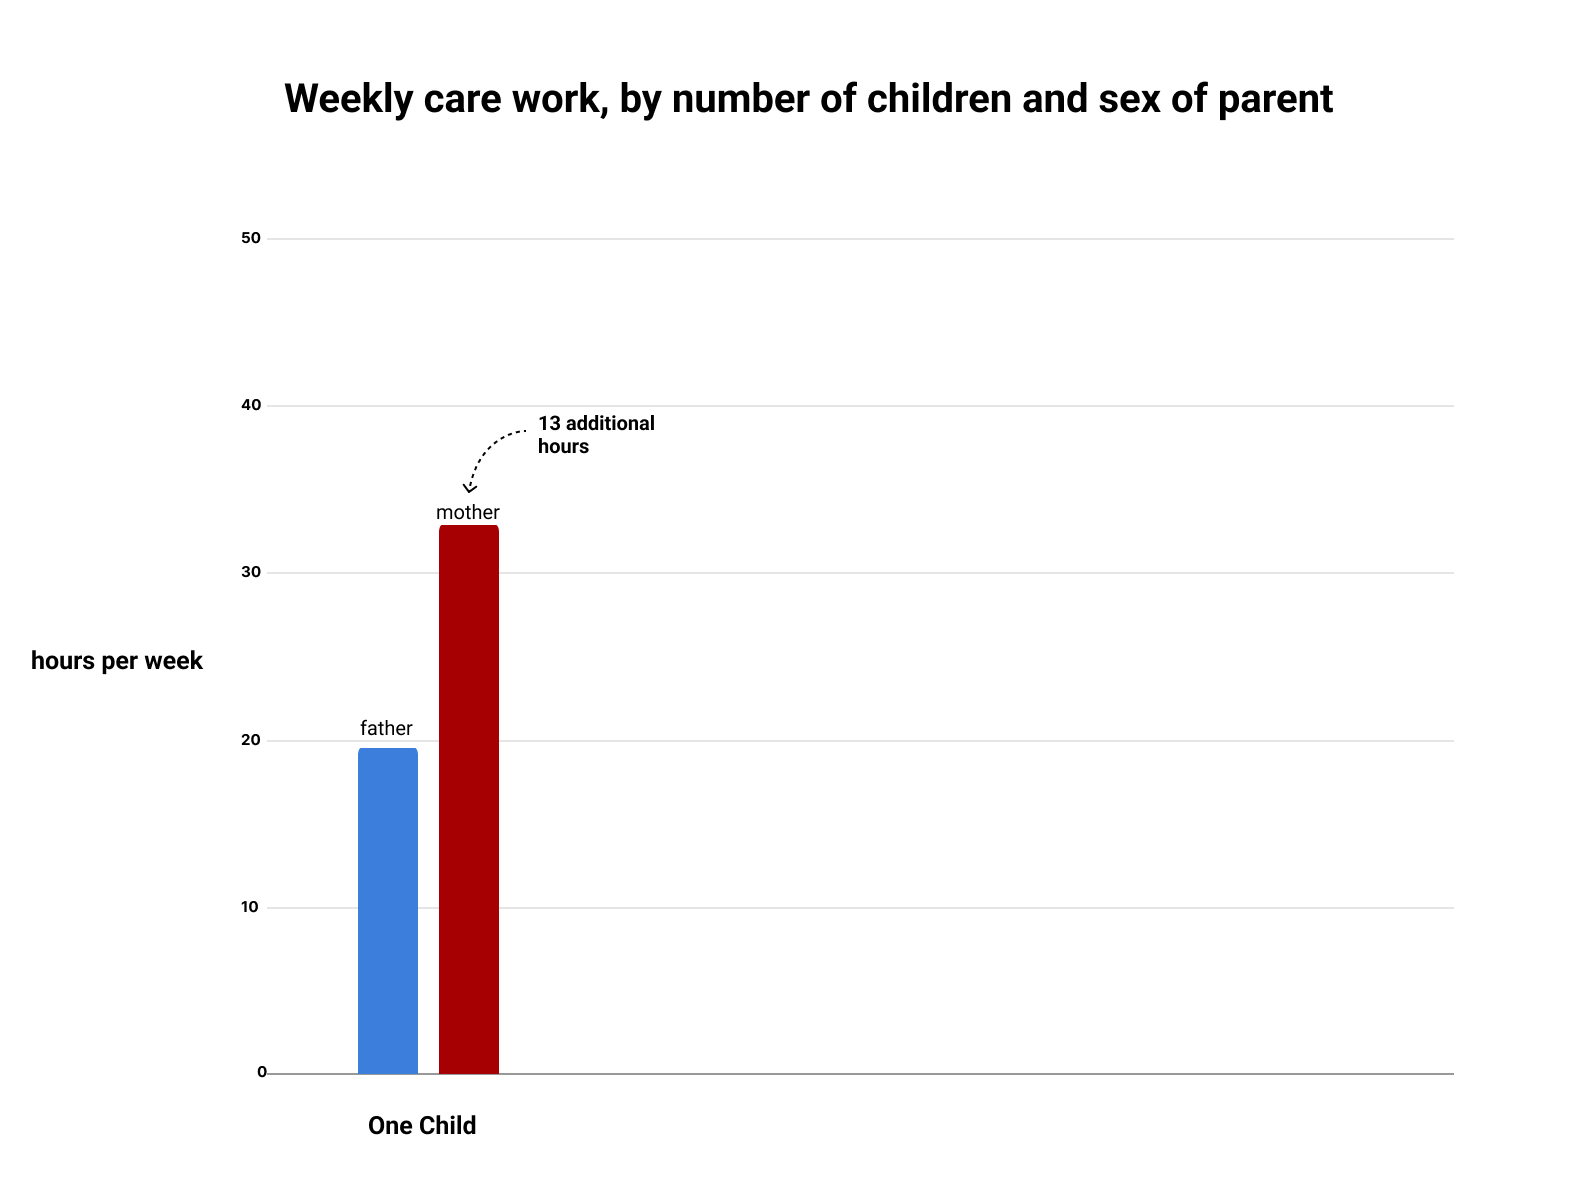 Weekly care work, by number of children and sex of parent
50
40
13 additional
hours
mother
30
hours per week
father
20
10
0
One Child